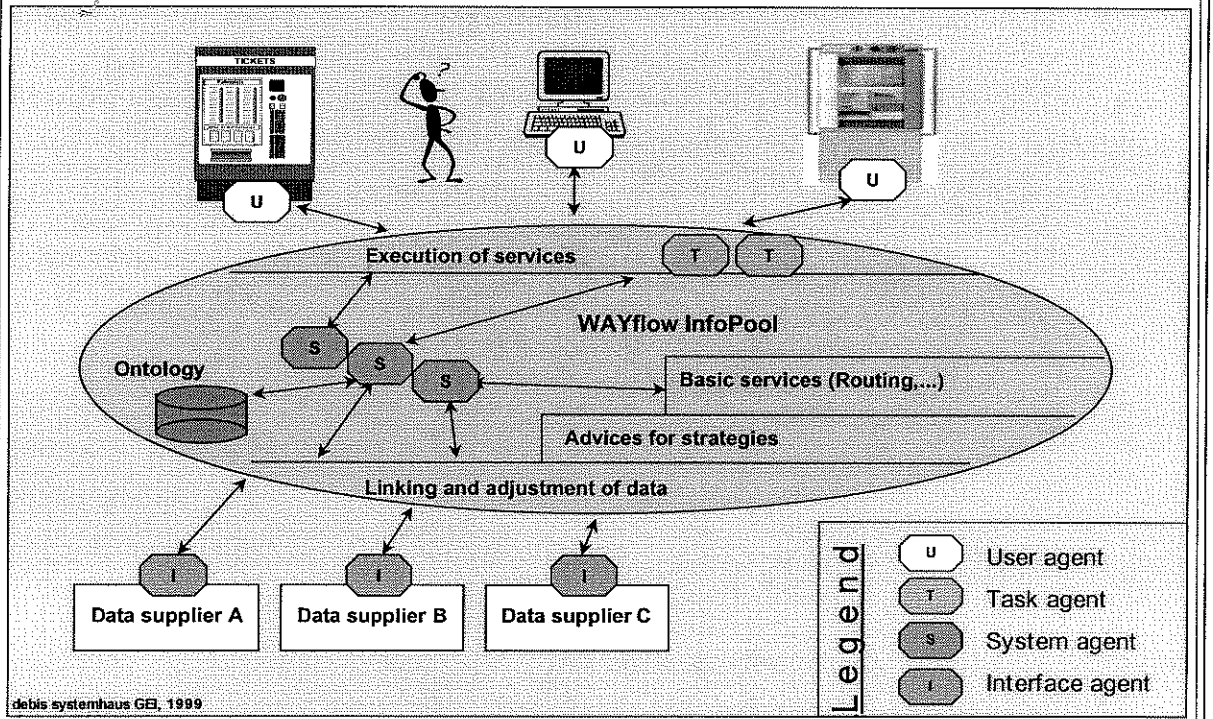 TICKETS
?
U
U
U
Execution of services
T
T
WAYflow InfoPool
S
S
S
Ontology
Basic services (Routing,...)
Advices for strategies
Linking and adjustment of data
I
I
I
Data supplier A
Data supplier B
Data supplier C
Legend
U
User agent
T
Task agent
S
System agent
I
Interface agent
debis systemhaus GEI, 1999